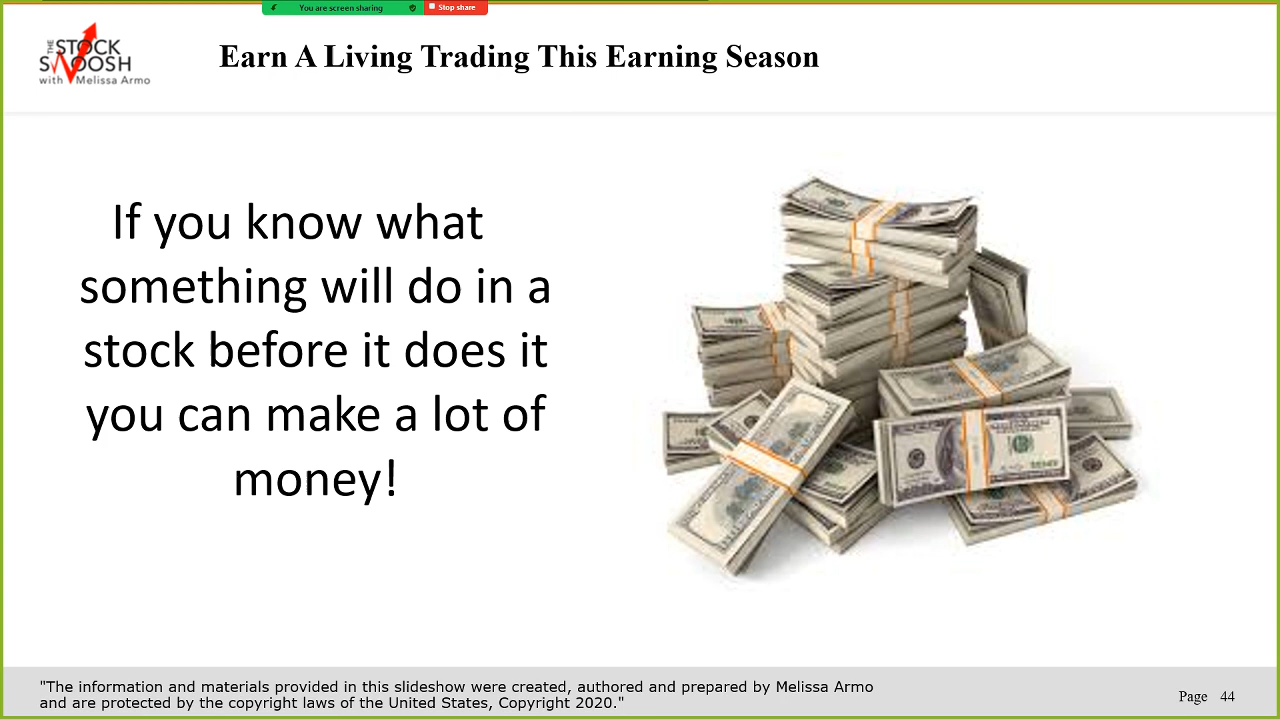 You are screen sharing
Stop share
THE STOCK
SWOOSH
with Melissa Armo
Earn A Living Trading This Earning Season
If you know what
something will do in a
stock before it does it
you can make a lot of
money!
"The information and materials provided in this slideshow were created, authored and prepared by Melissa Armo
and are protected by the copyright laws of the United States, Copyright 2020."
Page 44